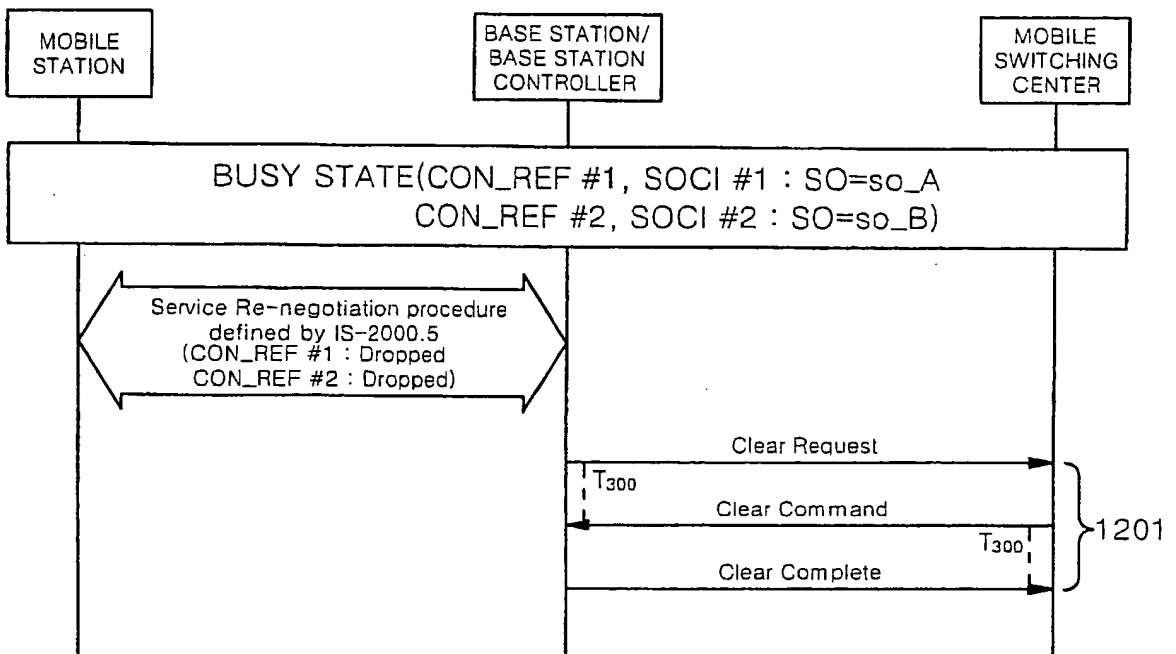 MOBILE
STATION
BASE STATION/
BASE STATION
CONTROLLER
MOBILE
SWITCHING
CENTER
BUSY STATE(CON_REF #1, SOCI #1 : SO=so_A
CON_REF #2, SOCI #2 : SO=so_B)
Service Re-negotiation procedure
defined by IS-2000.5
(CON_REF #1 : Dropped
CON_REF #2 : Dropped)
Clear Request
T300
Clear Command
T300
1201
Clear Complete